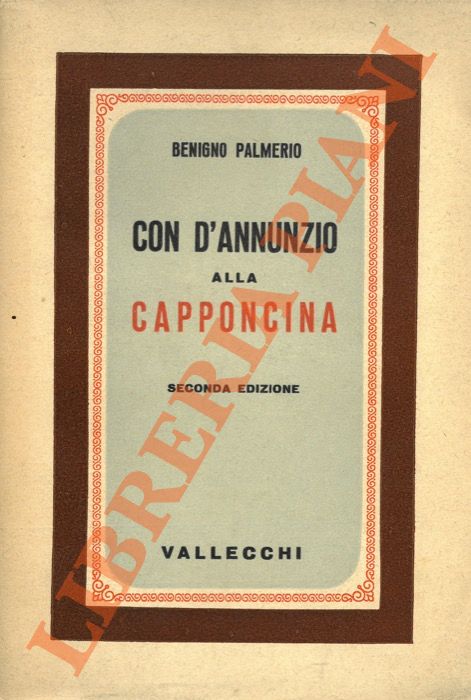 BENIGNO PALMERIO
CON D'ANNUNZIO
ALLA
CAPPONCINA
SECONDA EDIZIONE
VALLECCHI
LIBRERIA PIANI